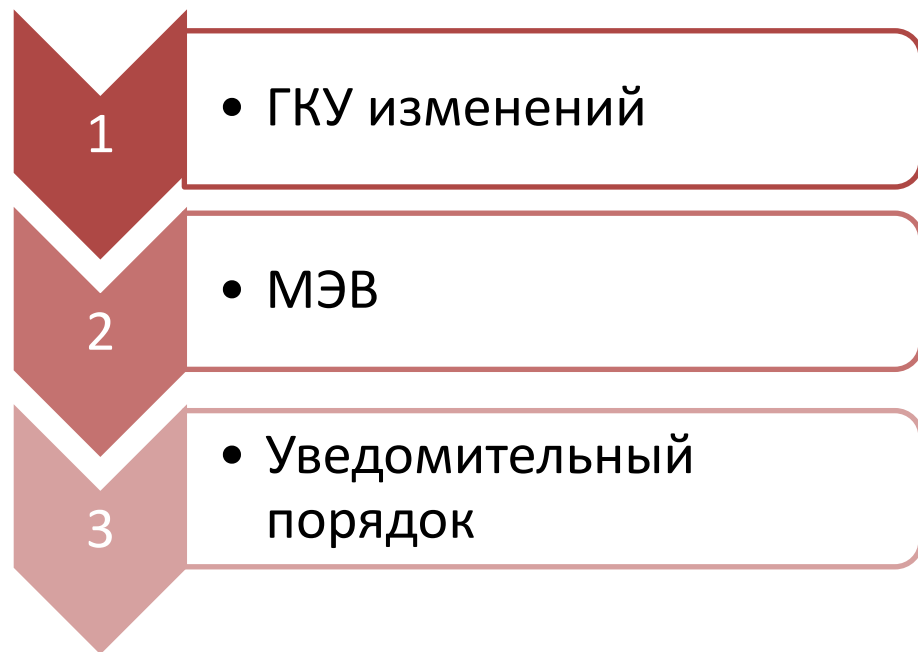 1
• ГКУ изменений
2
• МЭВ
3
• Уведомительный
порядок